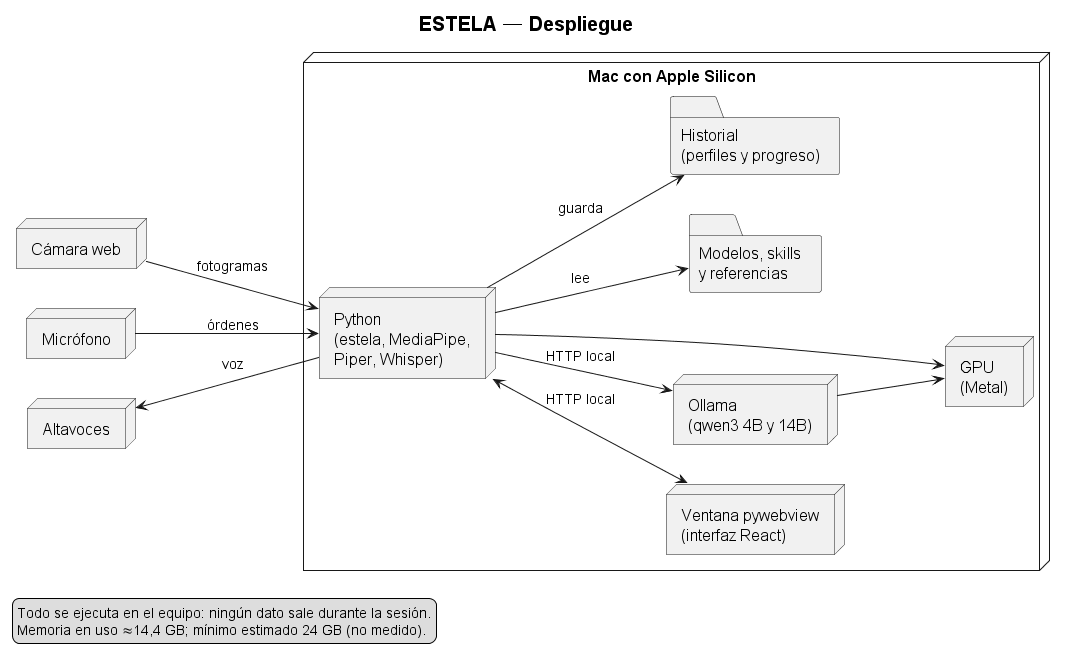 ESTELA — Despliegue
Mac con Apple Silicon
Historial
(perfiles y progreso)
guarda
Cámara web
fotogramas
Modelos, skills
y referencias
lee
Micrófono
órdenes
Python
(estela, MediaPipe,
Piper, Whisper)
voz
Altavoces
HTTP local
GPU
(Metal)
Ollama
(qwen3 4B y 14B)
HTTP local
Ventana pywebview
(interfaz React)
Todo se ejecuta en el equipo: ningún dato sale durante la sesión.
Memoria en uso ≈14,4 GB; mínimo estimado 24 GB (no medido).